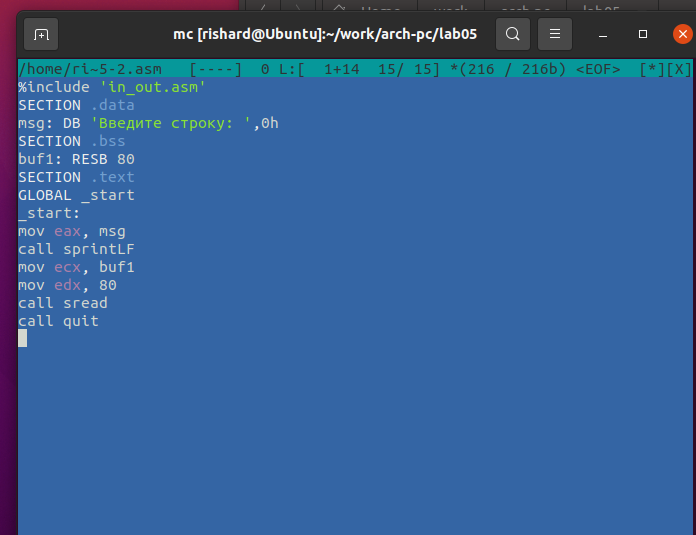 mc [rishard@Ubuntu]:~/work/arch-pc/lab05
/home/ri~5-2.asm   [----]  0 L:[  1+14  15/ 15] *(216 / 216b) <EOF>  [*][X]
%include 'in_out.asm'
SECTION .data
msg: DB 'Введите строку: ',0h
SECTION .bss
buf1: RESB 80
SECTION .text
GLOBAL _start
_start:
mov eax, msg
call sprintLF
mov ecx, buf1
mov edx, 80
call sread
call quit